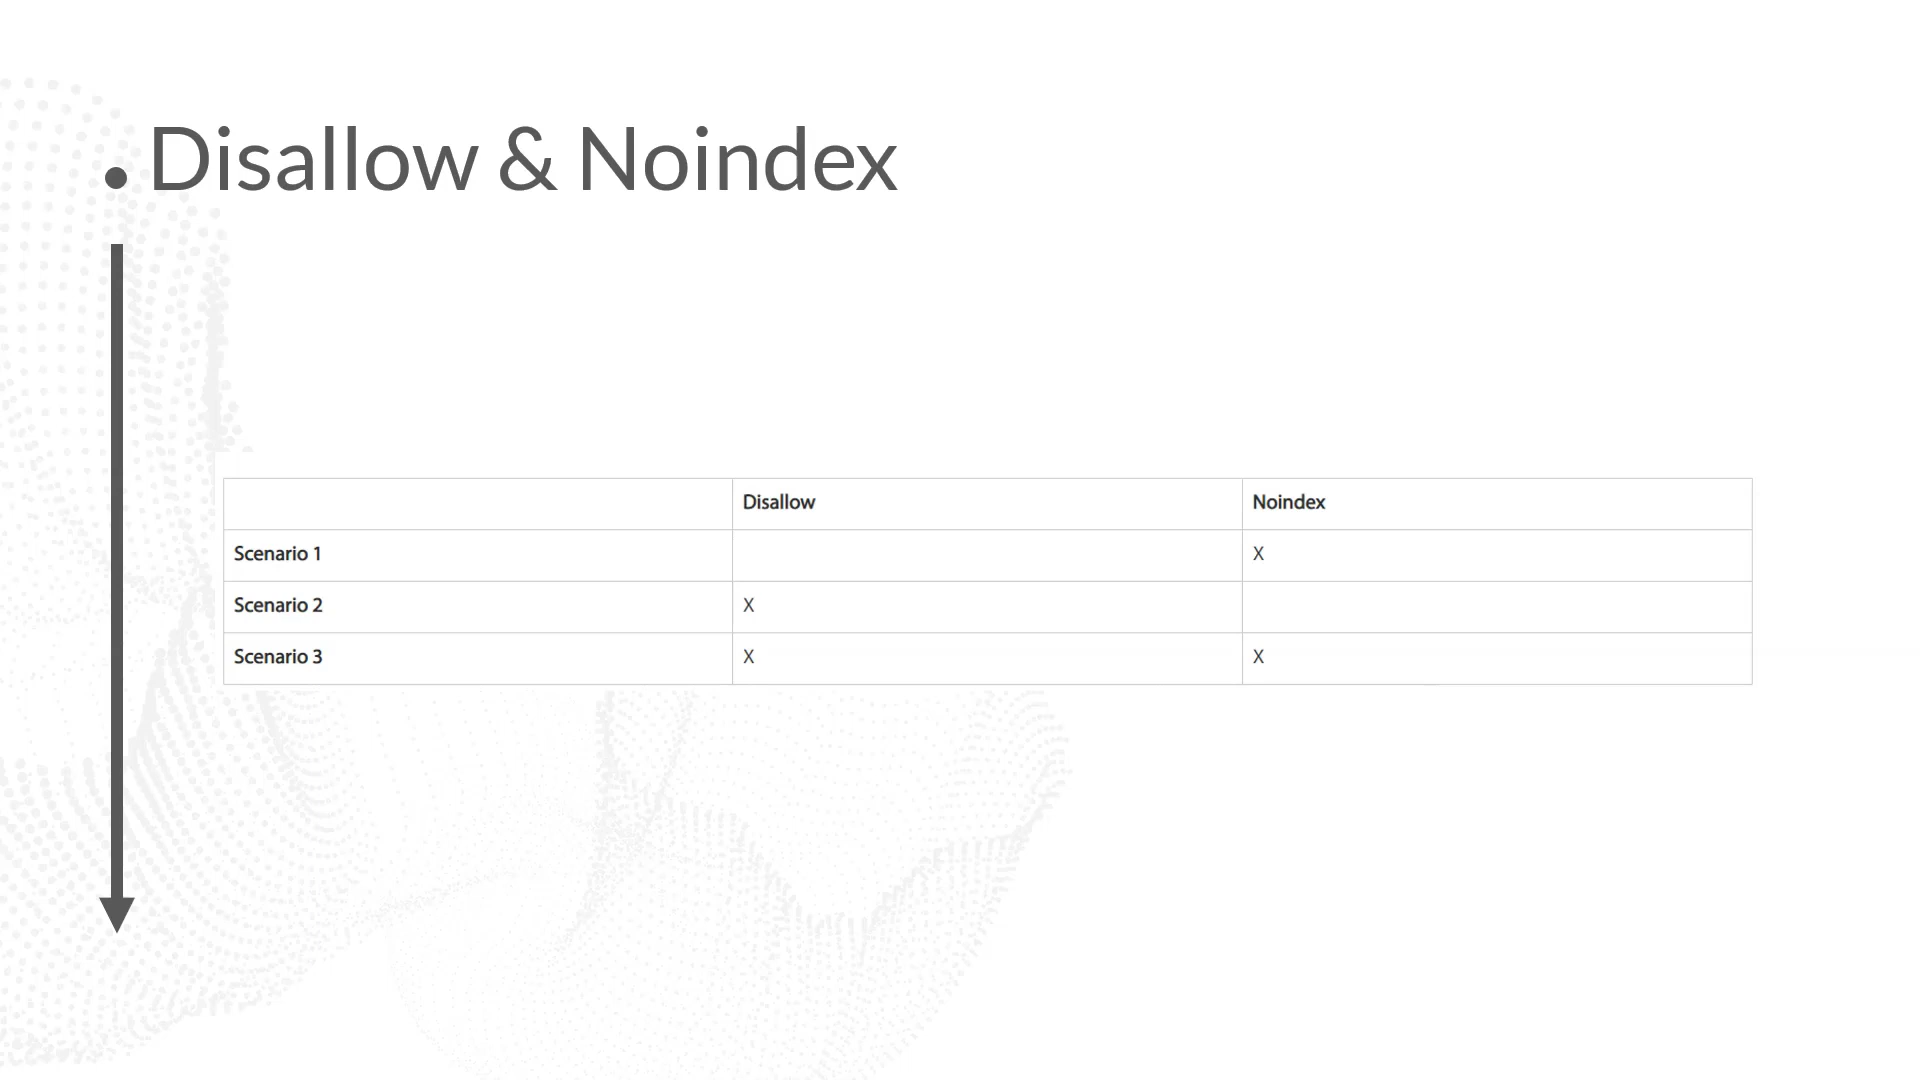 Disallow & Noindex
Disallow Noindex
Scenario 1 X
Scenario 2 X
Scenario 3 X X